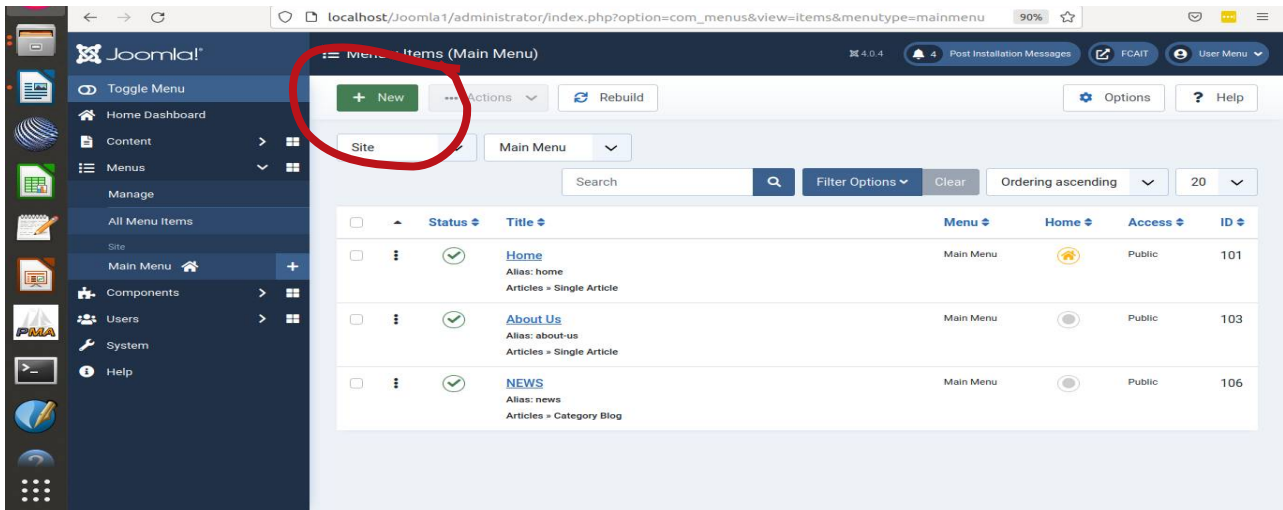 localhost/Joomla1/administrator/index.php?option=com_menus&view=items&menutype=mainmenu 90%
Joomla!
Items (Main Menu) 4.0.4 4 Post Installation Messages FCAIT User Menu
Toggle Menu
+ New Actions Rebuild Options ? Help
Home Dashboard
Content
Site Main Menu
Menus
Search Filter Options Clear Ordering ascending 20
Manage
All Menu Items
Status Title Menu Home Access ID
Site
Main Menu +
Home Main Menu Public 101
Alias: home
Articles » Single Article
Components
Users
About Us Main Menu Public 103
Alias: about-us
Articles » Single Article
System
Help
NEWS Main Menu Public 106
Alias: news
Articles » Category Blog
PMA
>_